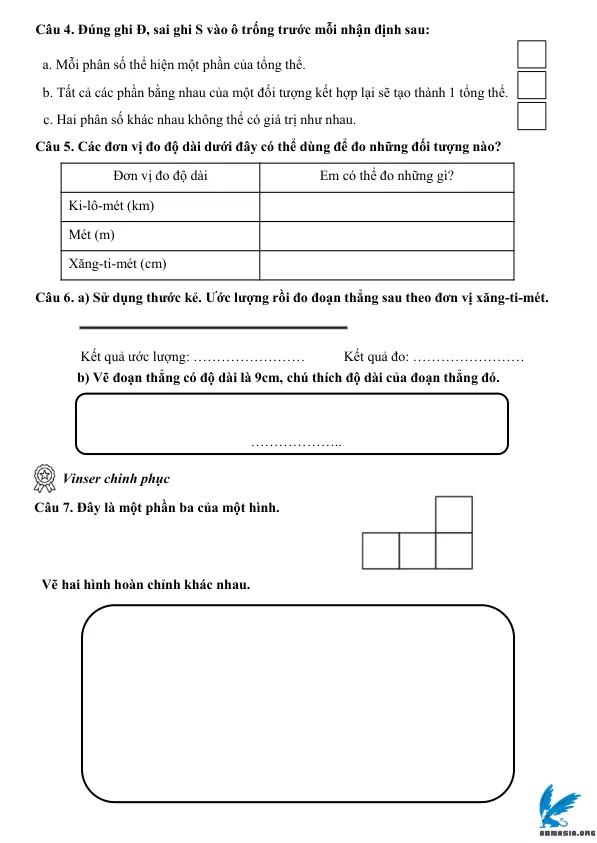 Câu 4. Đúng ghi Đ, sai ghi S vào ô trống trước mỗi nhận định sau:
a. Mỗi phân số thể hiện một phần của tổng thể.
b. Tất cả các phần bằng nhau của một đối tượng kết hợp lại sẽ tạo thành 1 tổng thể.
c. Hai phân số khác nhau không thể có giá trị như nhau.
Câu 5. Các đơn vị đo độ dài dưới đây có thể dùng để đo những đối tượng nào?
Đơn vị đo độ dài Em có thể đo những gì?
Ki-lô-mét (km)
Mét (m)
Xăng-ti-mét (cm)
Câu 6. a) Sử dụng thước kẻ. Ước lượng rồi đo đoạn thẳng sau theo đơn vị xăng-ti-mét.
Kết quả ước lượng: …………………… Kết quả đo: ……………………
b) Vẽ đoạn thẳng có độ dài là 9cm, chú thích độ dài của đoạn thẳng đó.
………………..
Vinser chinh phục
Câu 7. Đây là một phần ba của một hình.
Vẽ hai hình hoàn chỉnh khác nhau.
ABNASIA.ORG